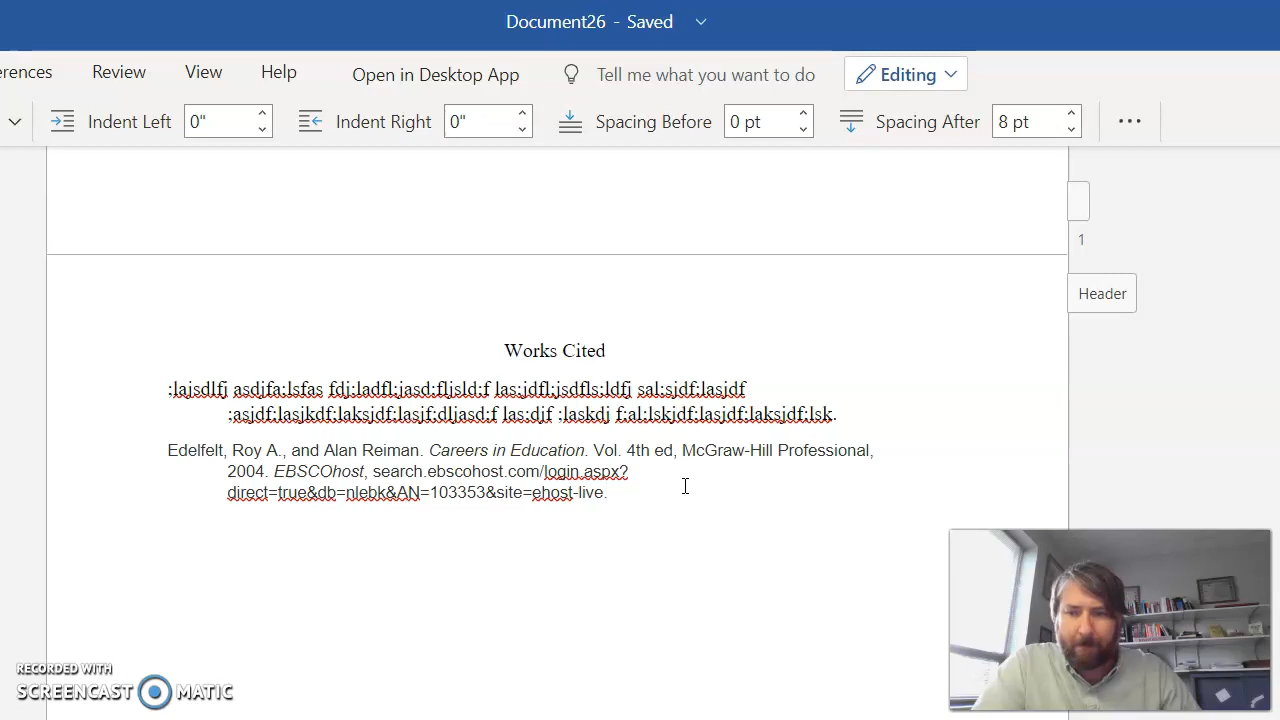 Document26 - Saved
erences Review View Help Open in Desktop App Tell me what you want to do Editing
Indent Left 0" Indent Right 0" Spacing Before 0 pt Spacing After 8 pt ...
1
Header
Works Cited
;lajsdlfj asdjfa;lsfas fdj;ladfl;jasd;fljsld;f las;jdfl;jsdfls;ldfj sal;sjdf;lasjdf
;asjdf;lasjkdf;laksjdf;lasjf;dljasd;f las;djf ;laskdj f;al;lskjdf;lasjdf;laksjdf;lsk.
Edelfelt, Roy A., and Alan Reiman. Careers in Education. Vol. 4th ed, McGraw-Hill Professional,
2004. EBSCOhost, search.ebscohost.com/login.aspx?
direct=true&db=nlebk&AN=103353&site=ehost-live.
RECORDED WITH
SCREENCAST MATIC